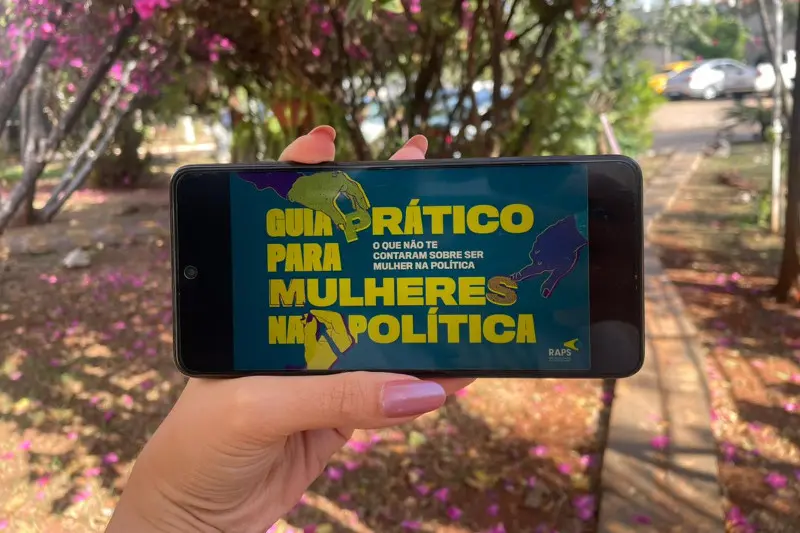 GUIA PRÁTICO
PARA
MULHERES
NA POLÍTICA
O QUE NÃO TE
CONTARAM SOBRE SER
MULHER NA POLÍTICA
RAPS